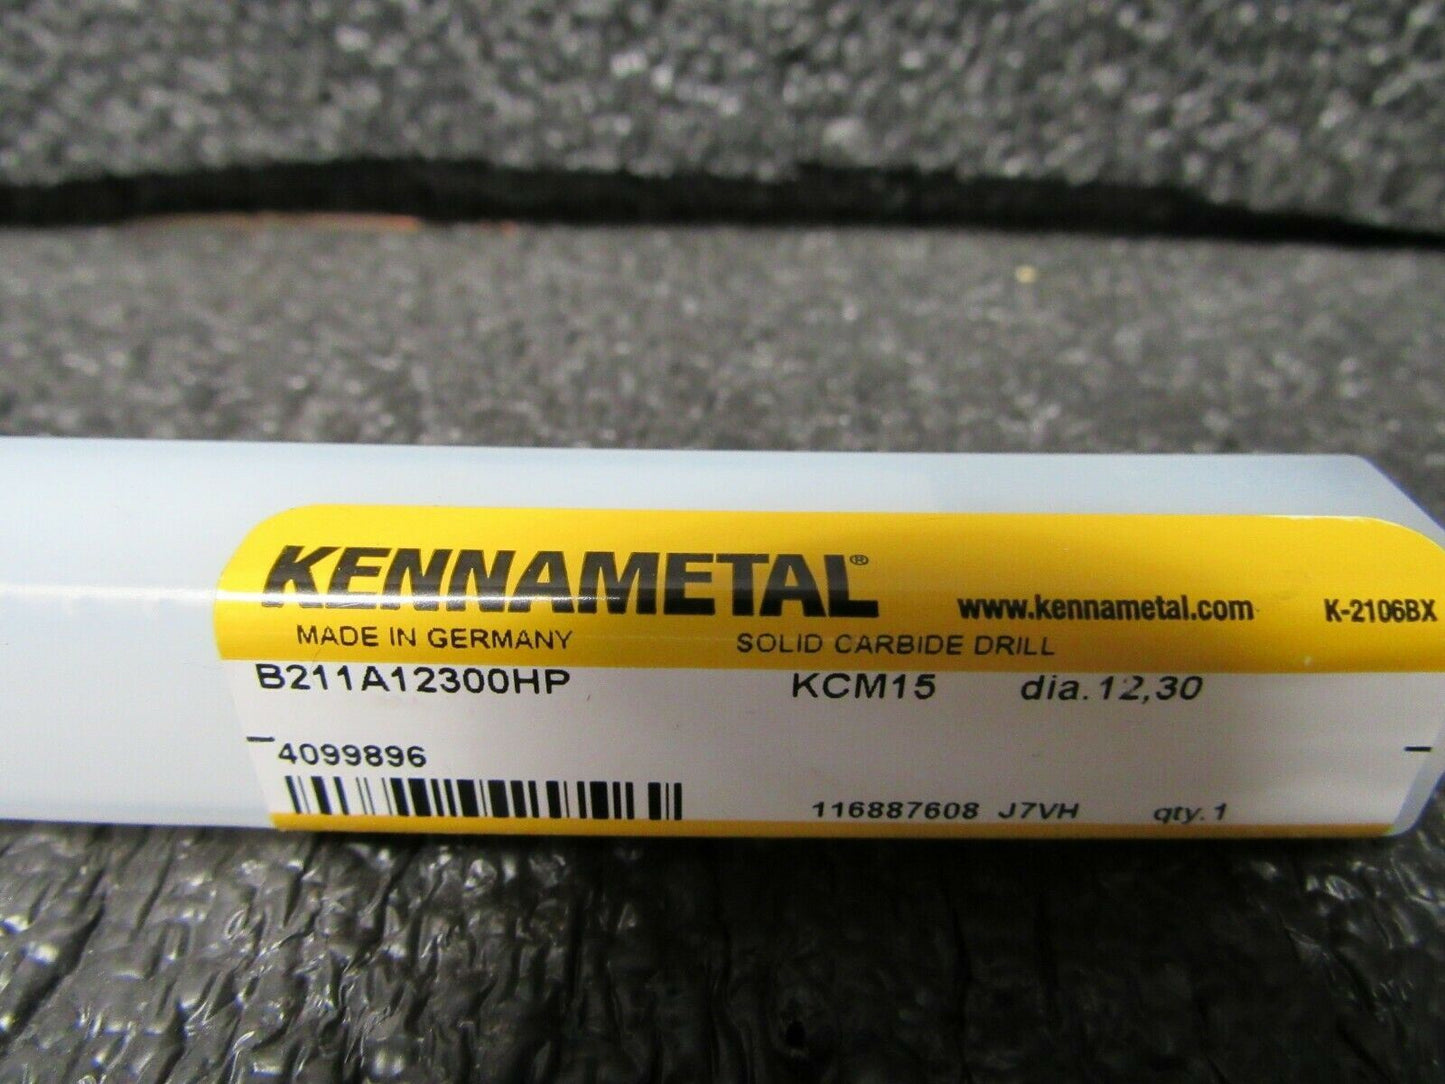 KENNAMETAL® www.kennametal.com K-2106BX
MADE IN GERMANY SOLID CARBIDE DRILL
B211A12300HP KCM15 dia.12,30
4099896
116887608 J7VH qty.1